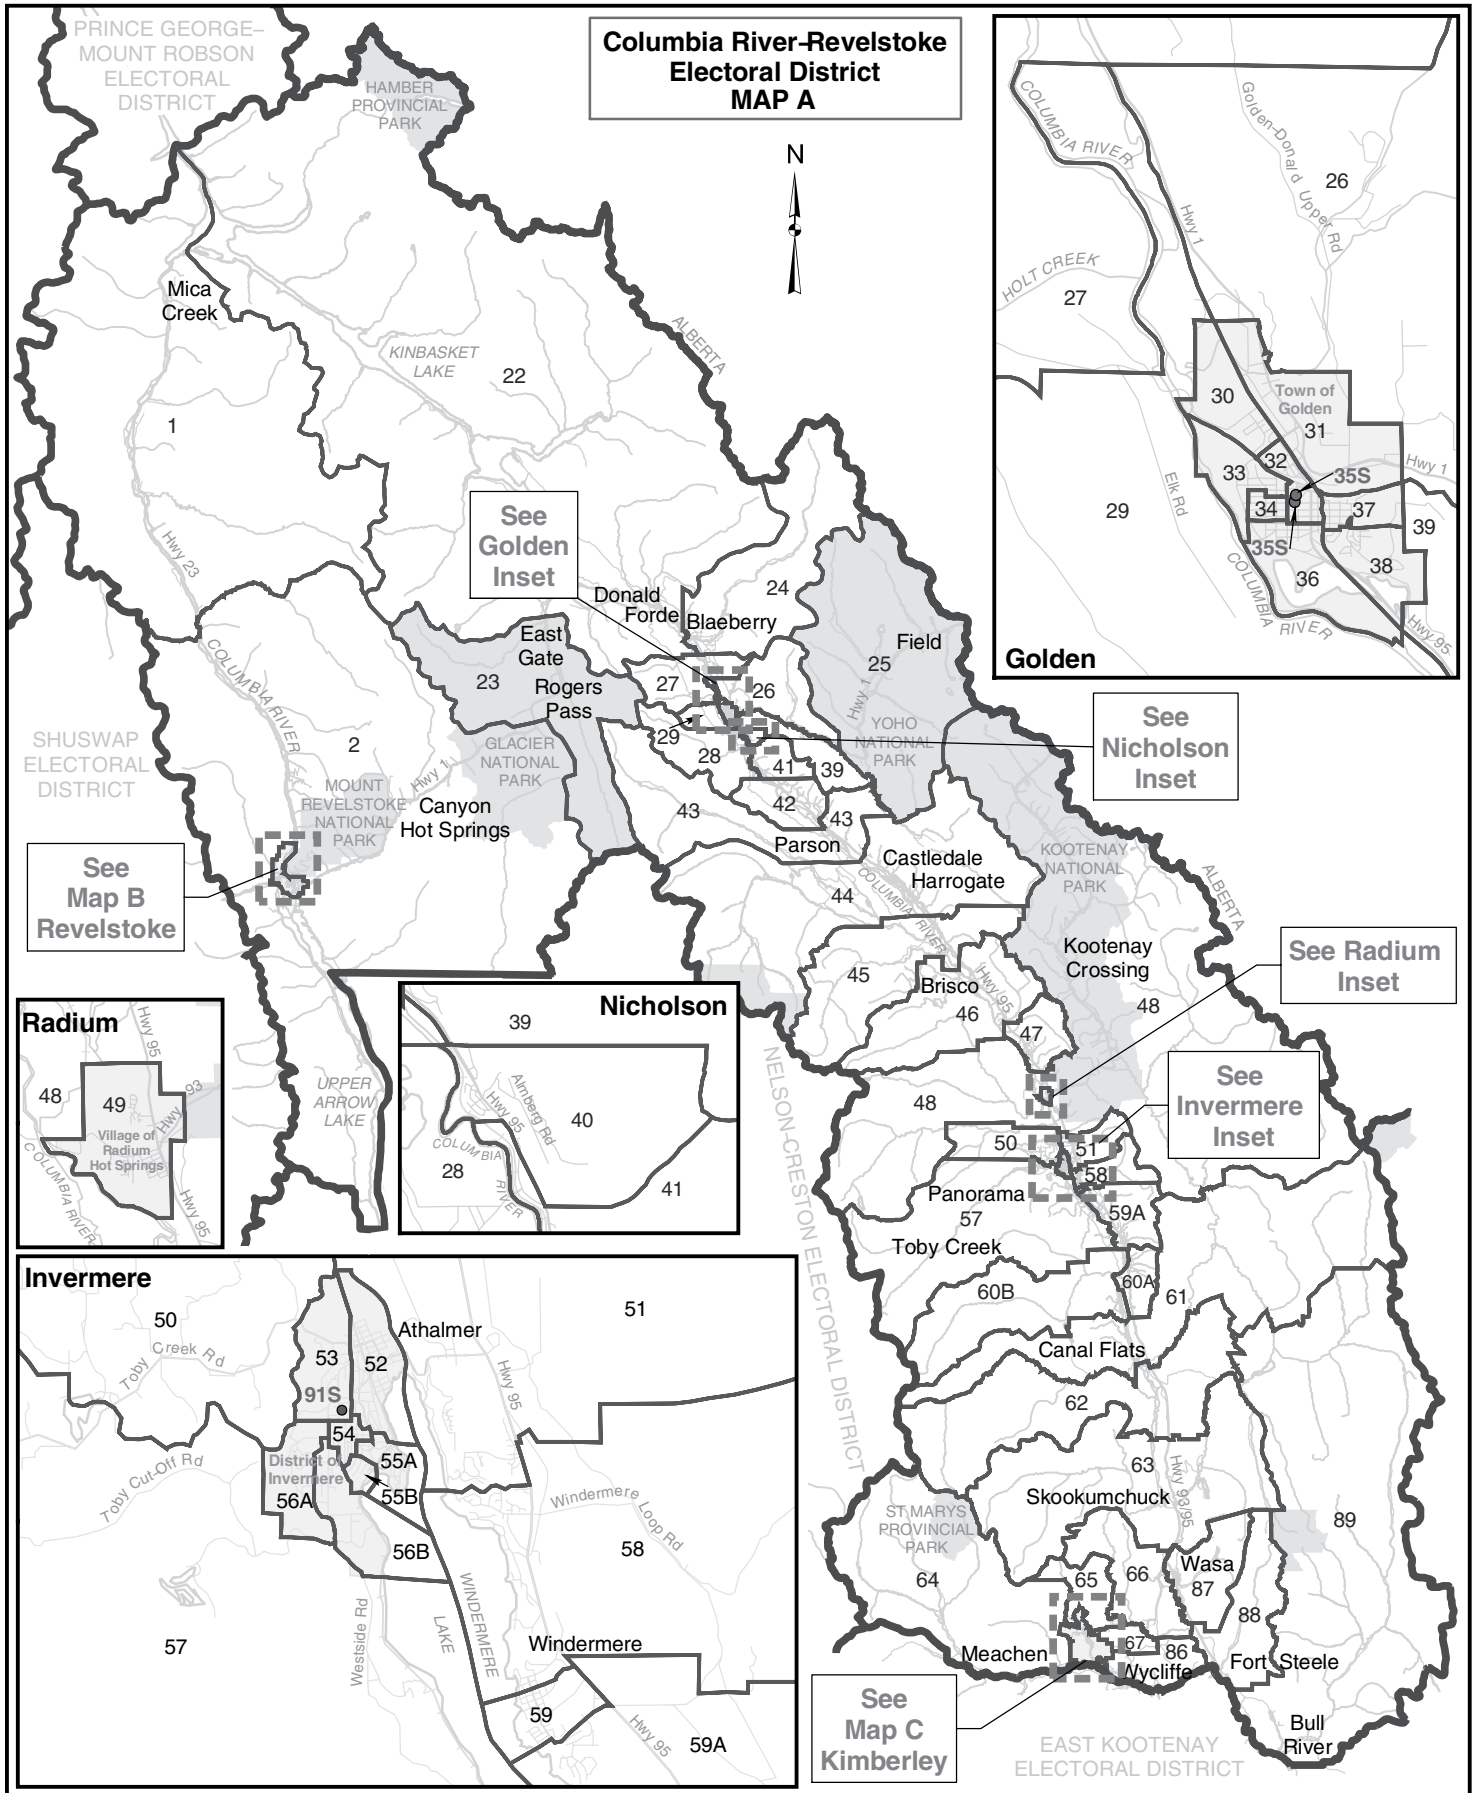 Columbia River–Revelstoke
Electoral District
MAP A
N
PRINCE GEORGE–
MOUNT ROBSON
ELECTORAL
DISTRICT
HAMBER
PROVINCIAL
PARK
Mica
Creek
KINBASKET
LAKE
22
1
ALBERTA
Hwy 23
See
Golden
Inset
Donald
Forde
Blaeberry
24
East
Gate
Field
25
23
Rogers
Pass
27
26
Hwy 1
YOHO
NATIONAL
PARK
29
28
41
39
42
43
43
COLUMBIA RIVER
2
SHUSWAP
ELECTORAL
DISTRICT
GLACIER
NATIONAL
PARK
MOUNT
REVELSTOKE
NATIONAL
PARK
Hwy 1
Canyon
Hot Springs
See
Map B
Revelstoke
Parson
Castledale
Harrogate
44
COLUMBIA RIVER
KOOTENAY
NATIONAL
PARK
ALBERTA
See
Nicholson
Inset
45
Brisco
46
Hwy 95
47
Kootenay
Crossing
48
See Radium
Inset
UPPER
ARROW
LAKE
NELSON-CRESTON ELECTORAL DISTRICT
48
See
Invermere
Inset
50
51
58
Panorama
57
59A
Toby Creek
60B
60A
61
Canal Flats
62
63
Skookumchuck
Hwy 93/95
89
ST MARYS
PROVINCIAL
PARK
64
65
66
Wasa
87
88
67
86
Meachen
Wycliffe
Fort Steele
See
Map C
Kimberley
Bull
River
EAST KOOTENAY
ELECTORAL DISTRICT
Golden
COLUMBIA RIVER
Golden–Donald Upper Rd
26
Hwy 1
HOLT CREEK
27
30
Town of
Golden
31
32
33
35S
Hwy 1
34
37
39
29
Elk Rd
35S
36
38
COLUMBIA RIVER
Hwy 95
Radium
Hwy 95
48
49
Hwy 93
Village of
Radium
Hot Springs
COLUMBIA RIVER
Hwy 95
Nicholson
39
Almberg Rd
Hwy 95
40
COLUMBIA
RIVER
28
41
Invermere
50
51
Athalmer
Toby Creek Rd
53
52
Hwy 95
91S
54
District of
Invermere
55A
55B
56A
Toby Cut-Off Rd
Windermere Loop Rd
56B
58
WINDERMERE
LAKE
Westside Rd
57
Windermere
59
Hwy 95
59A